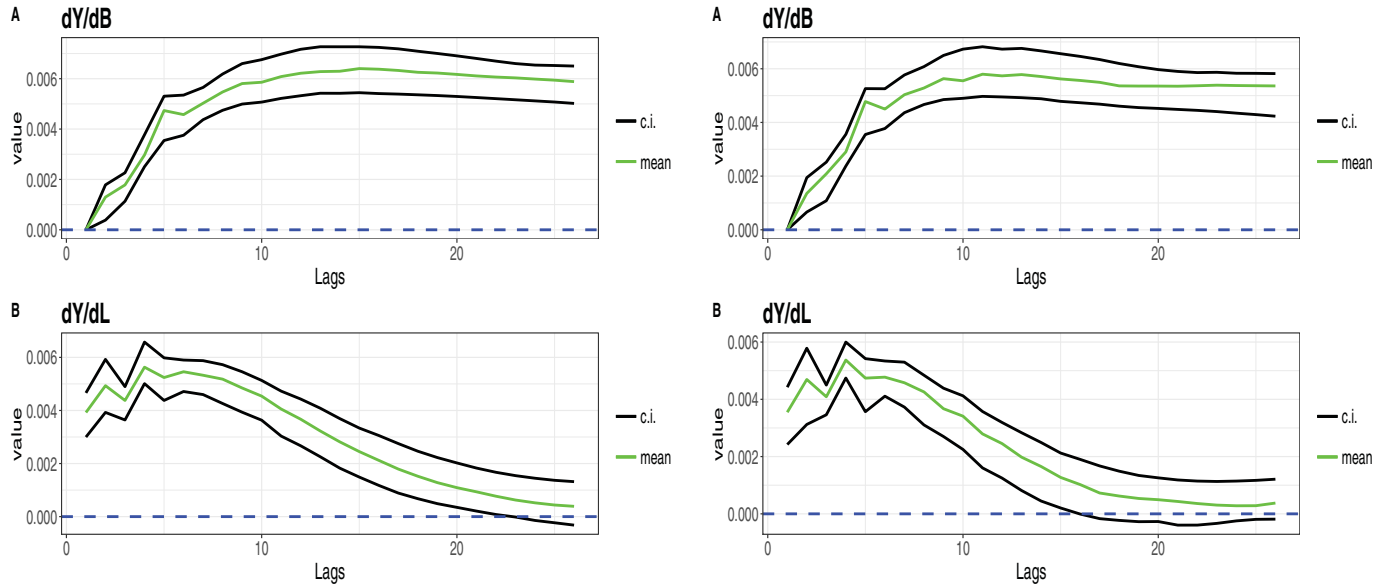 A dY/dB
0.006
0.004
0.002
0.000
value
0 10 20
Lags
c.i.
mean
A dY/dB
0.006
0.004
0.002
0.000
value
0 10 20
Lags
c.i.
mean
B dY/dL
0.006
0.004
0.002
0.000
value
0 10 20
Lags
c.i.
mean
B dY/dL
0.006
0.004
0.002
0.000
value
0 10 20
Lags
c.i.
mean